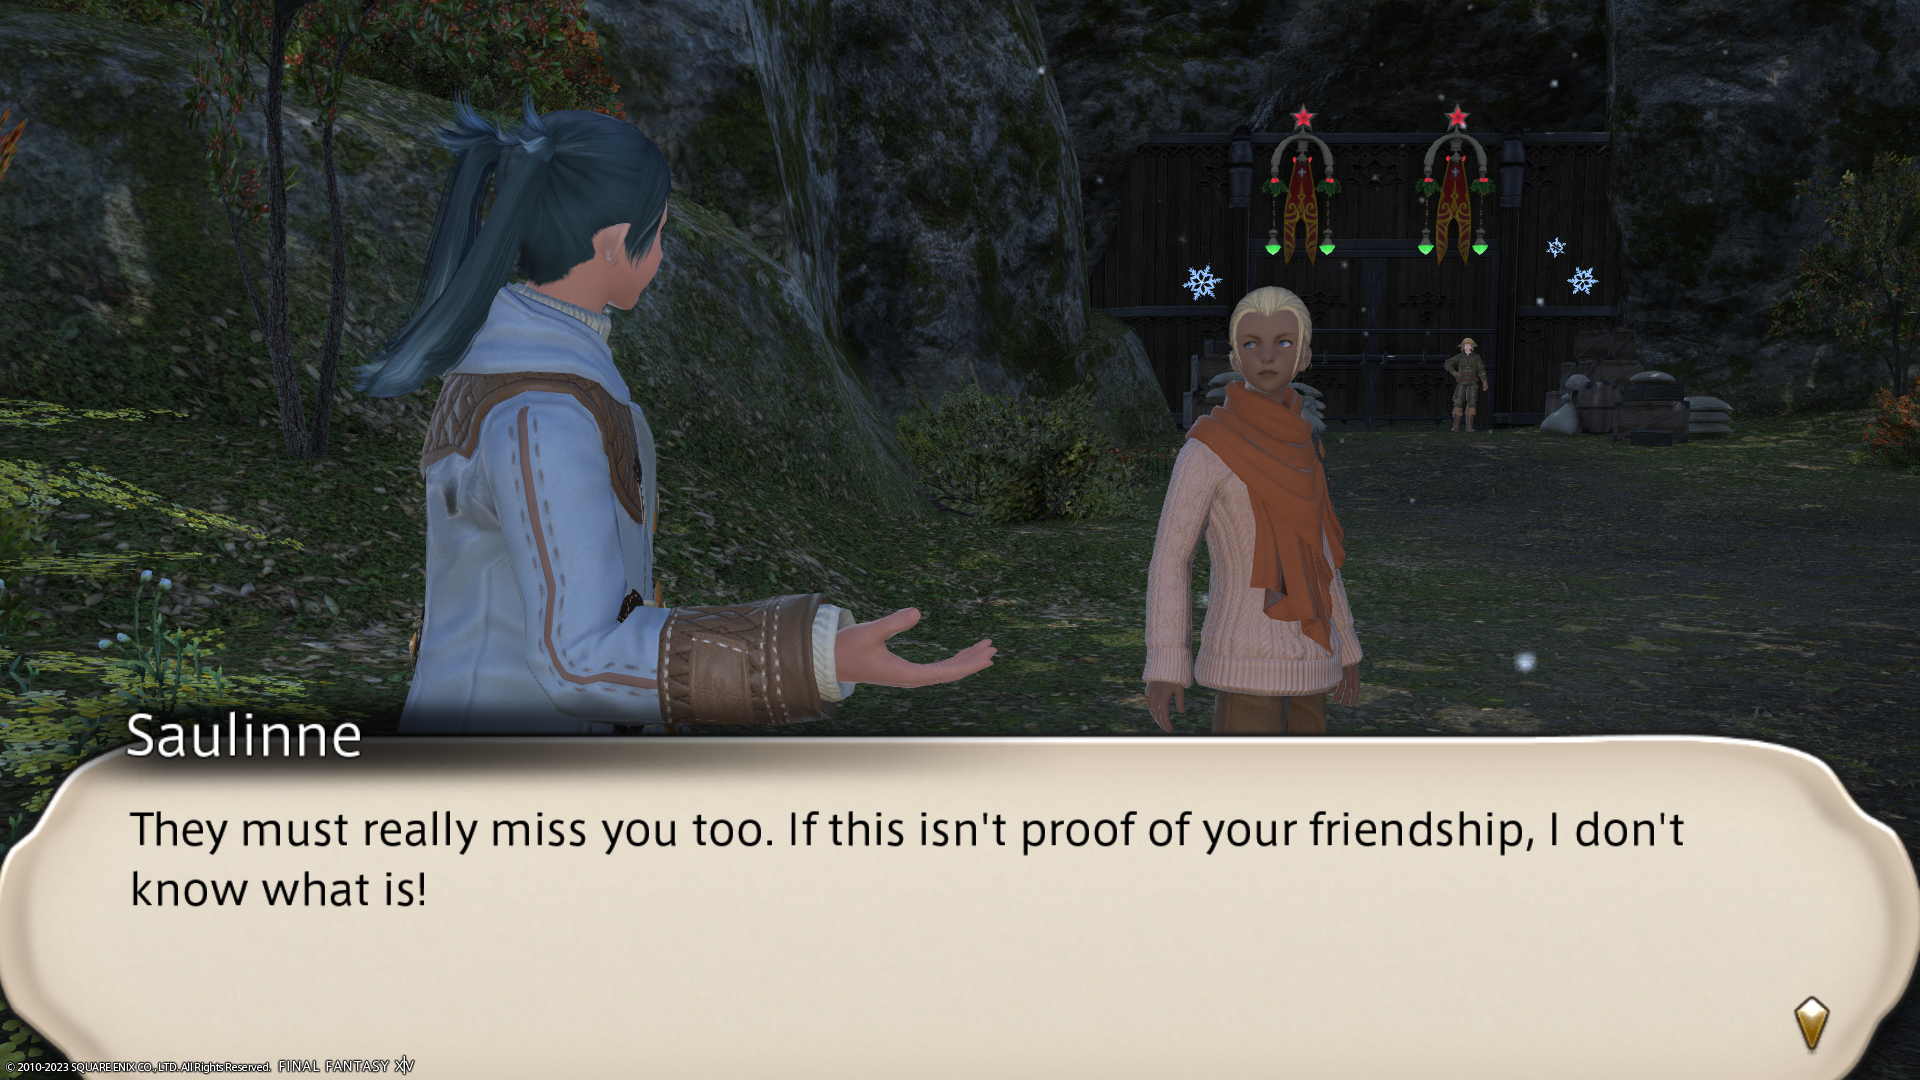 Saulinne
They must really miss you too. If this isn't proof of your friendship, I don't
know what is!
© 2010-2023 SQUARE ENIX CO., LTD. All Rights Reserved. FINAL FANTASY XIV